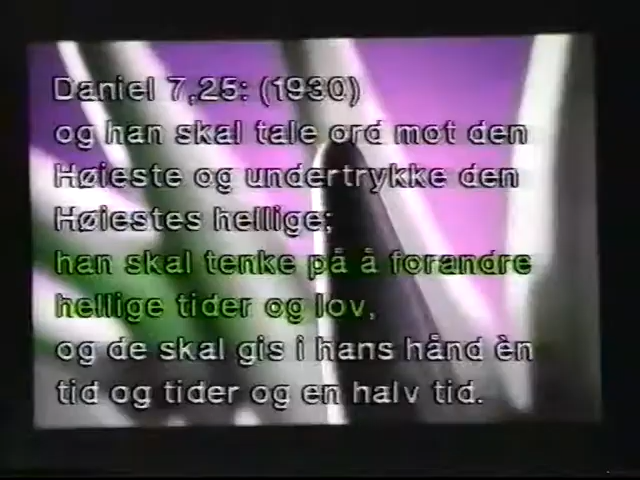 Daniel 7,25: (1930)
og han skal tale ord mot den
Høieste og undertrykke den
Høiestes hellige;
han skal tenke på å forandre
hellige tider og lov,
og de skal gis i hans hånd èn
tid og tider og en halv tid.